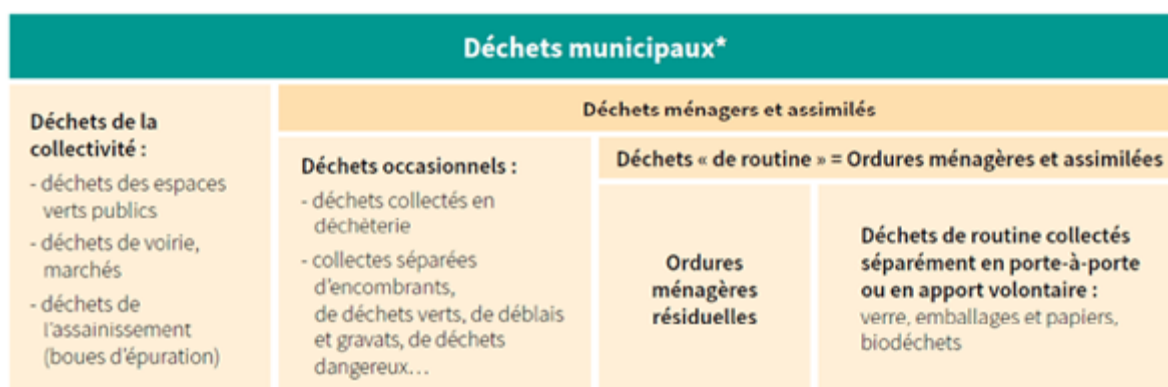 Déchets municipaux*
Déchets de la
collectivité :
- déchets des espaces
verts publics
- déchets de voirie,
marchés
- déchets de
l'assainissement
(boues d'épuration)
Déchets ménagers et assimilés
Déchets occasionnels :
- déchets collectés en
déchèterie
- collectes séparées
d'encombrants,
de déchets verts, de déblais
et gravats, de déchets
dangereux…
Déchets « de routine » = Ordures ménagères et assimilées
Ordures
ménagères
résiduelles
Déchets de routine collectés
séparément en porte-à-porte
ou en apport volontaire :
verre, emballages et papiers,
biodéchets